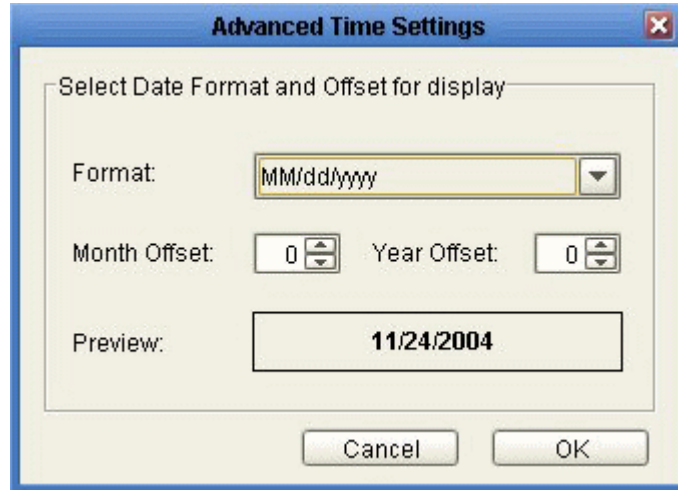 Advanced Time Settings
Select Date Format and Offset for display
Format: MM/dd/yyyy
Month Offset: 0 Year Offset: 0
Preview: 11/24/2004
Cancel OK